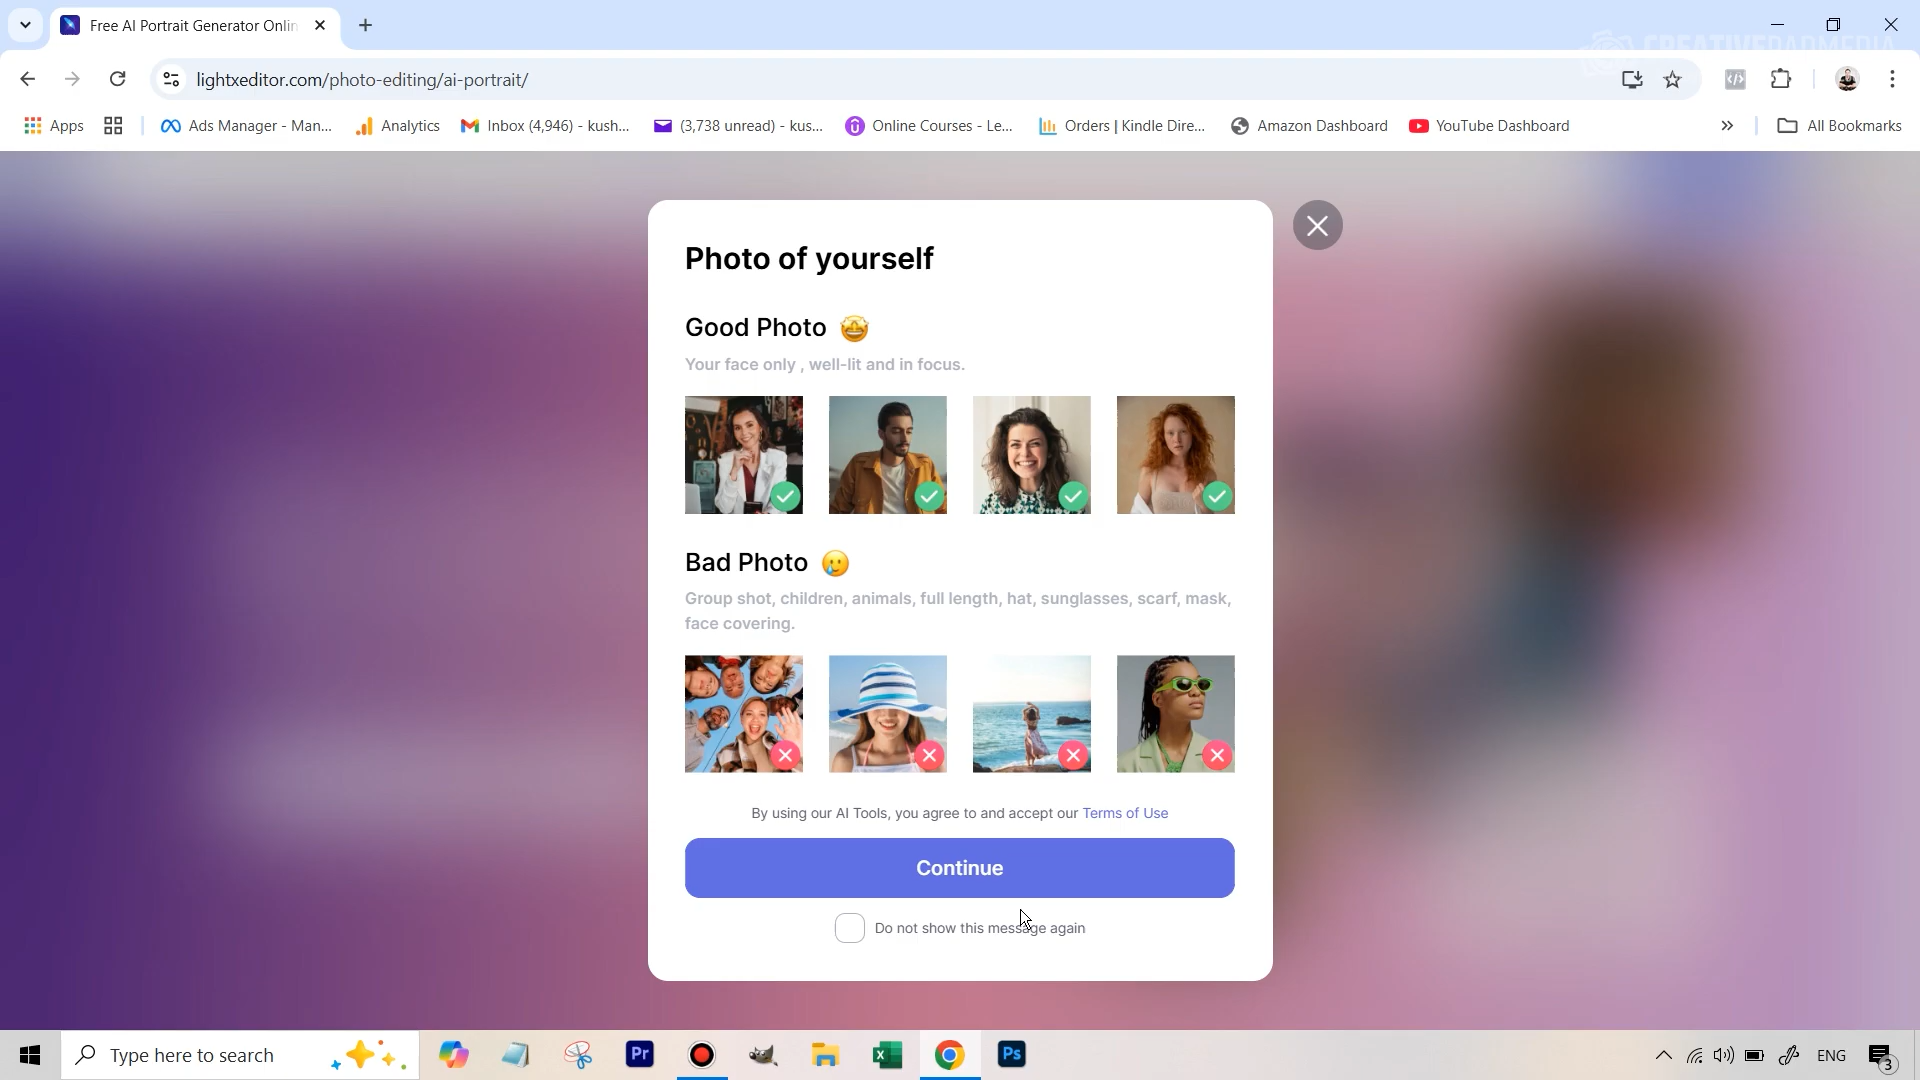 Free AI Portrait Generator Onlin
CREATIVEDADMEDIA
lightxeditor.com/photo-editing/ai-portrait/
Apps
Ads Manager - Man...
Analytics
Inbox (4,946) - kush...
(3,738 unread) - kus...
Online Courses - Le...
Orders | Kindle Dire...
Amazon Dashboard
YouTube Dashboard
All Bookmarks
Photo of yourself
Good Photo
Your face only , well-lit and in focus.
Bad Photo
Group shot, children, animals, full length, hat, sunglasses, scarf, mask,
face covering.
By using our AI Tools, you agree to and accept our Terms of Use
Continue
Do not show this message again
Type here to search
Pr
Ps
ENG
3